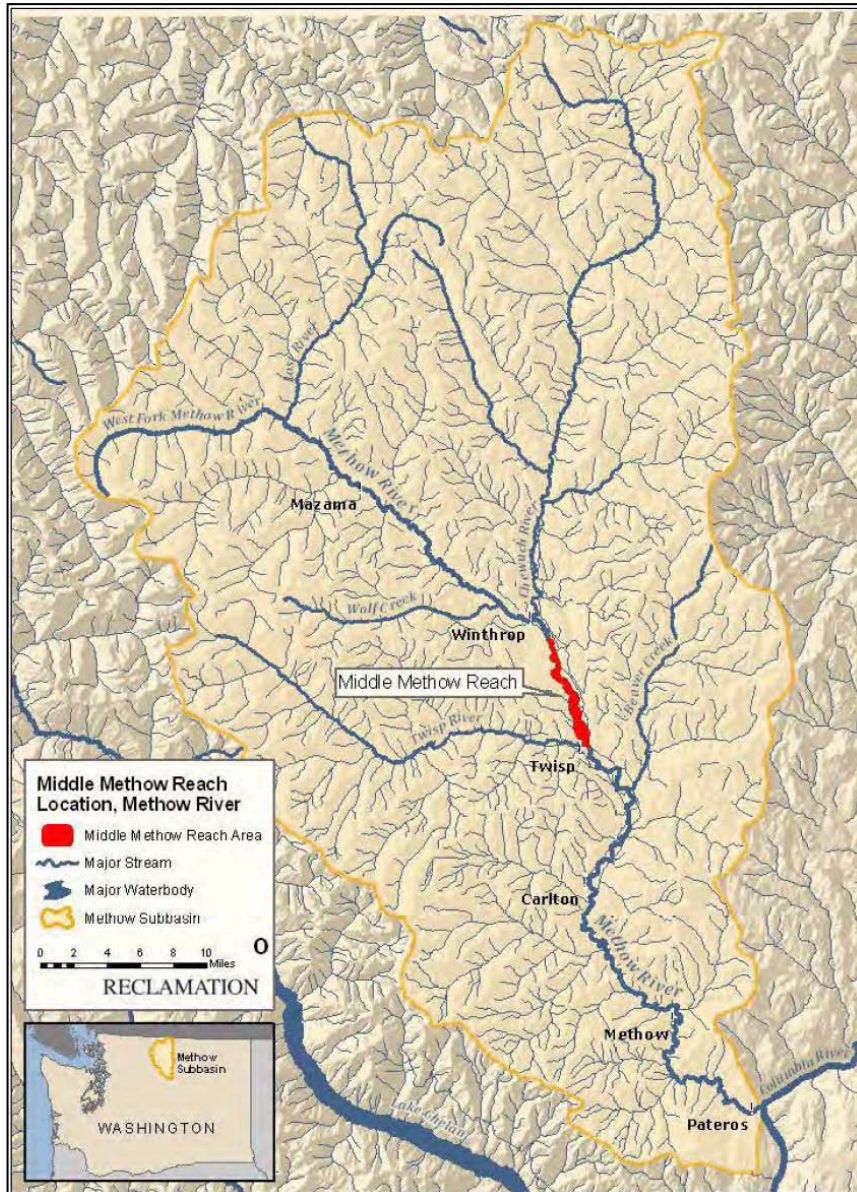 Lost River
West Fork Methow River
Methow River
Mazama
Chewuch River
Wolf Creek
Winthrop
Middle Methow Reach
Beaver Creek
Twisp River
Twisp
Carlton
Methow River
Methow
Columbia River
Pateros
Lake Chelan
Middle Methow Reach
Location, Methow River
Middle Methow Reach Area
Major Stream
Major Waterbody
Methow Subbasin
0 2 4 6 8 10
Miles
O
RECLAMATION
Methow
Subbasin
WASHINGTON